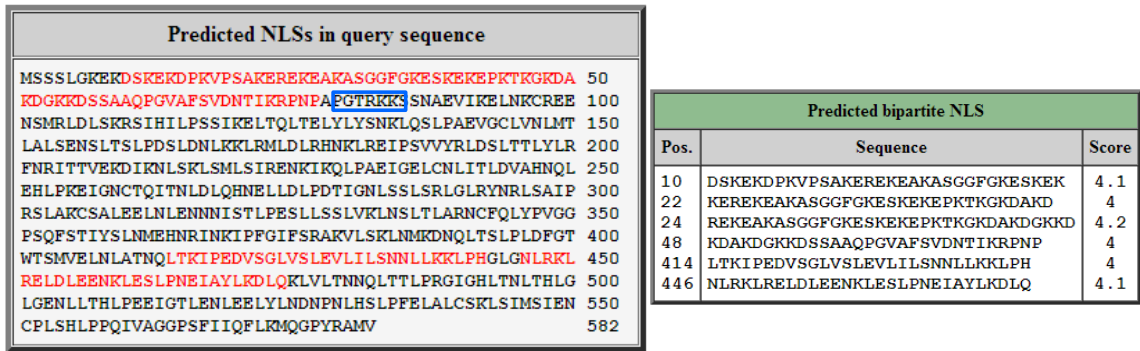 Predicted NLSs in query sequence
MSSSLGKEKDSKEKDPKVPSAKEREKEAKASGGFGKESKEKEPKTKGKDA 50
KDGKKDSSAAQPGVAFSVDNTIKRPNPAPGTRKKSSNAEVIKELNKCREE 100
NSMRLDLSKRSIHILPSSIKELTQLTELYLYSNKLQSLPAEVGCLVNLMT 150
LALSENSLTSLPDSLDNLKKLRMLDLRHNKLREIPSVVYRLDSLTTLYLR 200
FNRITTVEKDIKNLSKLSMLSIRENKIKQLPAEIGELCNLITLDVAHNQL 250
EHLPKEIGNCTQITNLDLQHNELLDLPDTIGNLSSLSRLGLRYNRLSAIP 300
RSLAKCSALEELNLENNNISTLPESLLSSLVKLNSLTLARNCFQLYPVGG 350
PSQFSTIYSLNMEHNRINKIPFGIFSRAKVLSKLNMKDNQLTSLPLDFGT 400
WTSMVELNLATNQLTKIPEDVSGLVSLEVLILSNNLLKKLPHGLGNLRKL 450
RELDLEENKLESLPNEIAYLKDLQKLVLTNNQLTTLPRGIGHLTNLTHLG 500
LGENLLTHLPEEIGTLENLEELYLNDNPNLHSLPFELALCSKLSIMSIEN 550
CPLSHLPPQIVAGGPSFIIQFLKMQGPYRAMV 582
Predicted bipartite NLS
Pos. Sequence Score
10 DSKEKDPKVPSAKEREKEAKASGGFGKESKEK 4.1
22 KEREKEAKASGGFGKESKEKEPKTKGKDAKD 4
24 REKEAKASGGFGKESKEKEPKTKGKDAKDGKKD 4.2
48 KDAKDGKKDSSAAQPGVAFSVDNTIKRPNP 4
414 LTKIPEDVSGLVSLEVLILSNNLLKKLPH 4
446 NLRKLRELDLEENKLESLPNEIAYLKDLQ 4.1